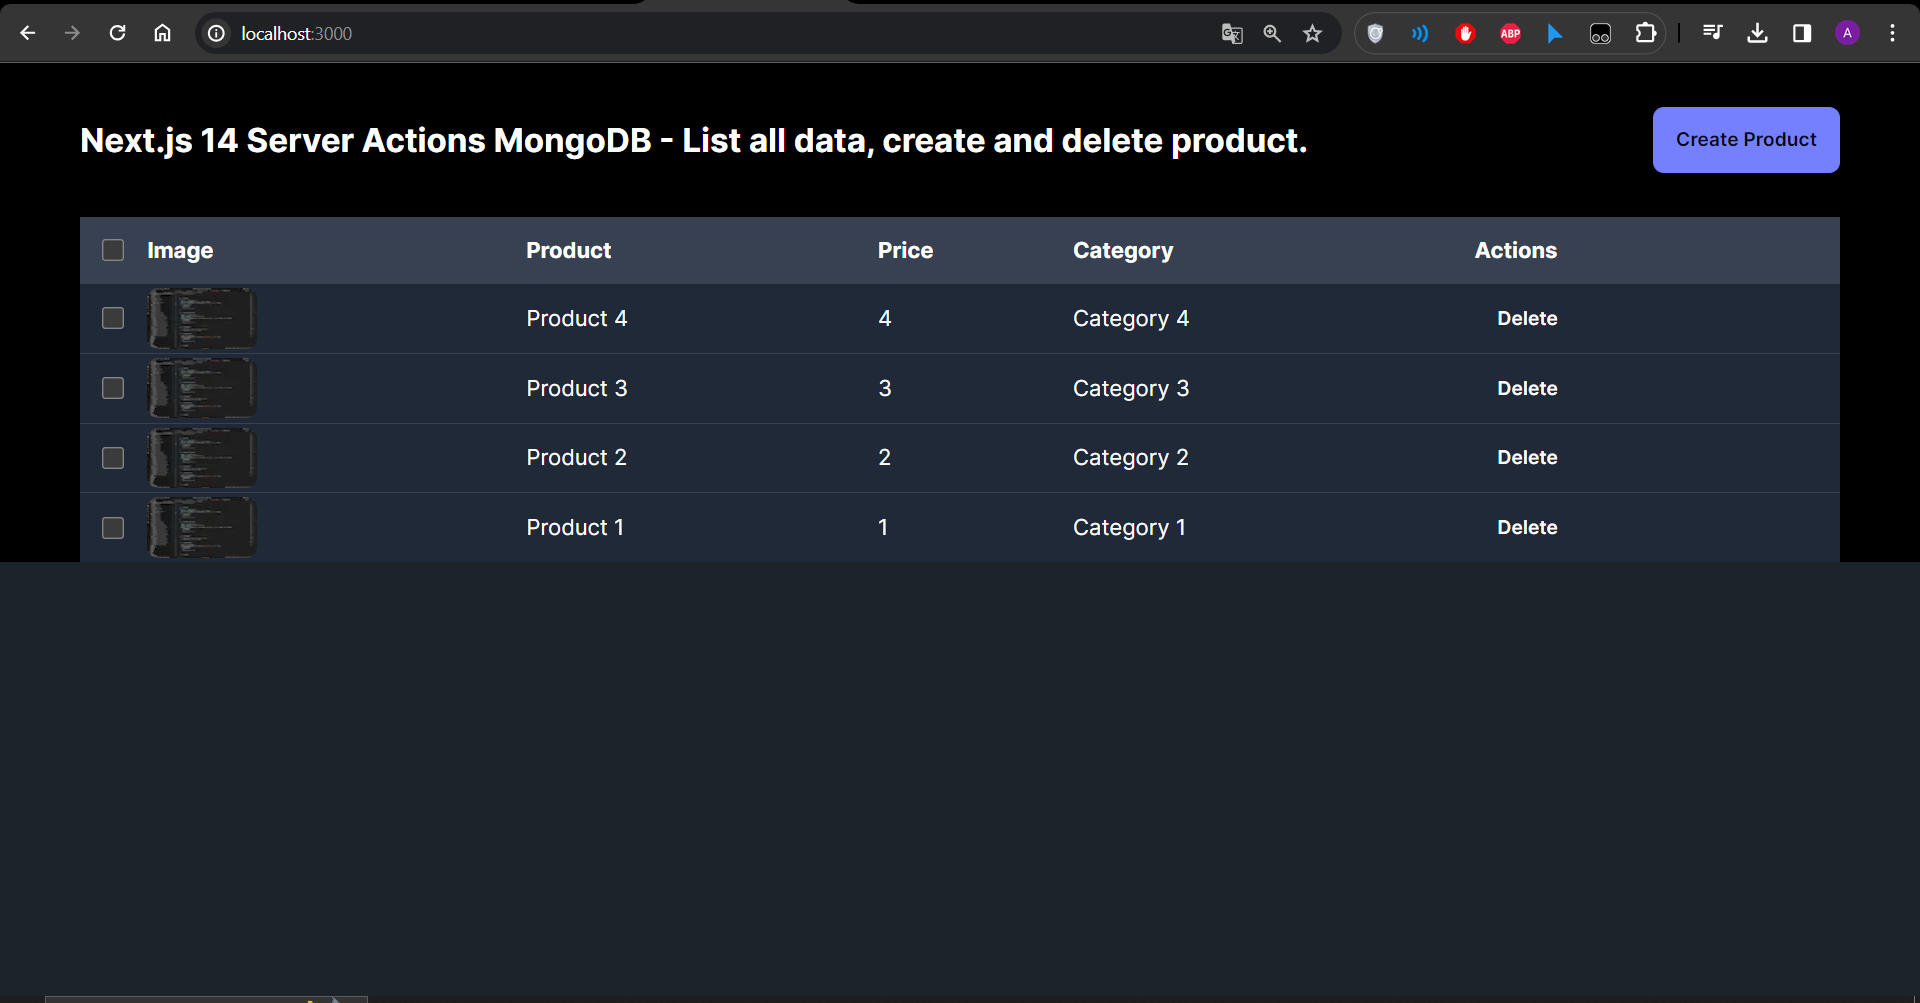 localhost:3000
ABP
A
Next.js 14 Server Actions MongoDB - List all data, create and delete product.
Create Product
Image Product Price Category Actions
Product 4 4 Category 4 Delete
Product 3 3 Category 3 Delete
Product 2 2 Category 2 Delete
Product 1 1 Category 1 Delete